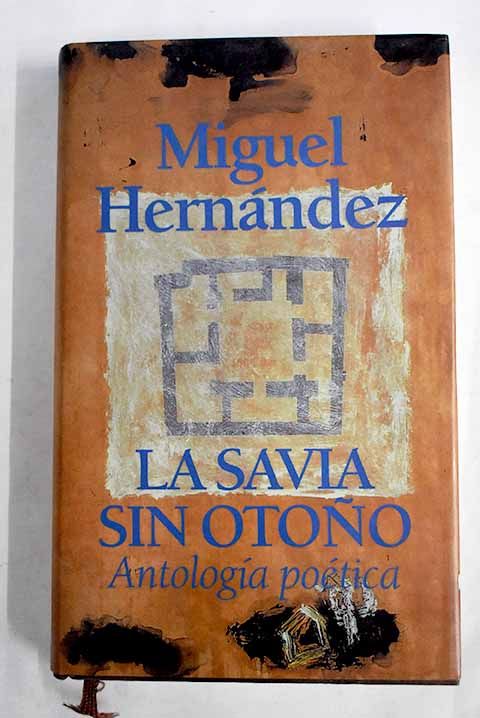 Miguel
Hernández
LA SAVIA
SIN OTOÑO
Antología poética